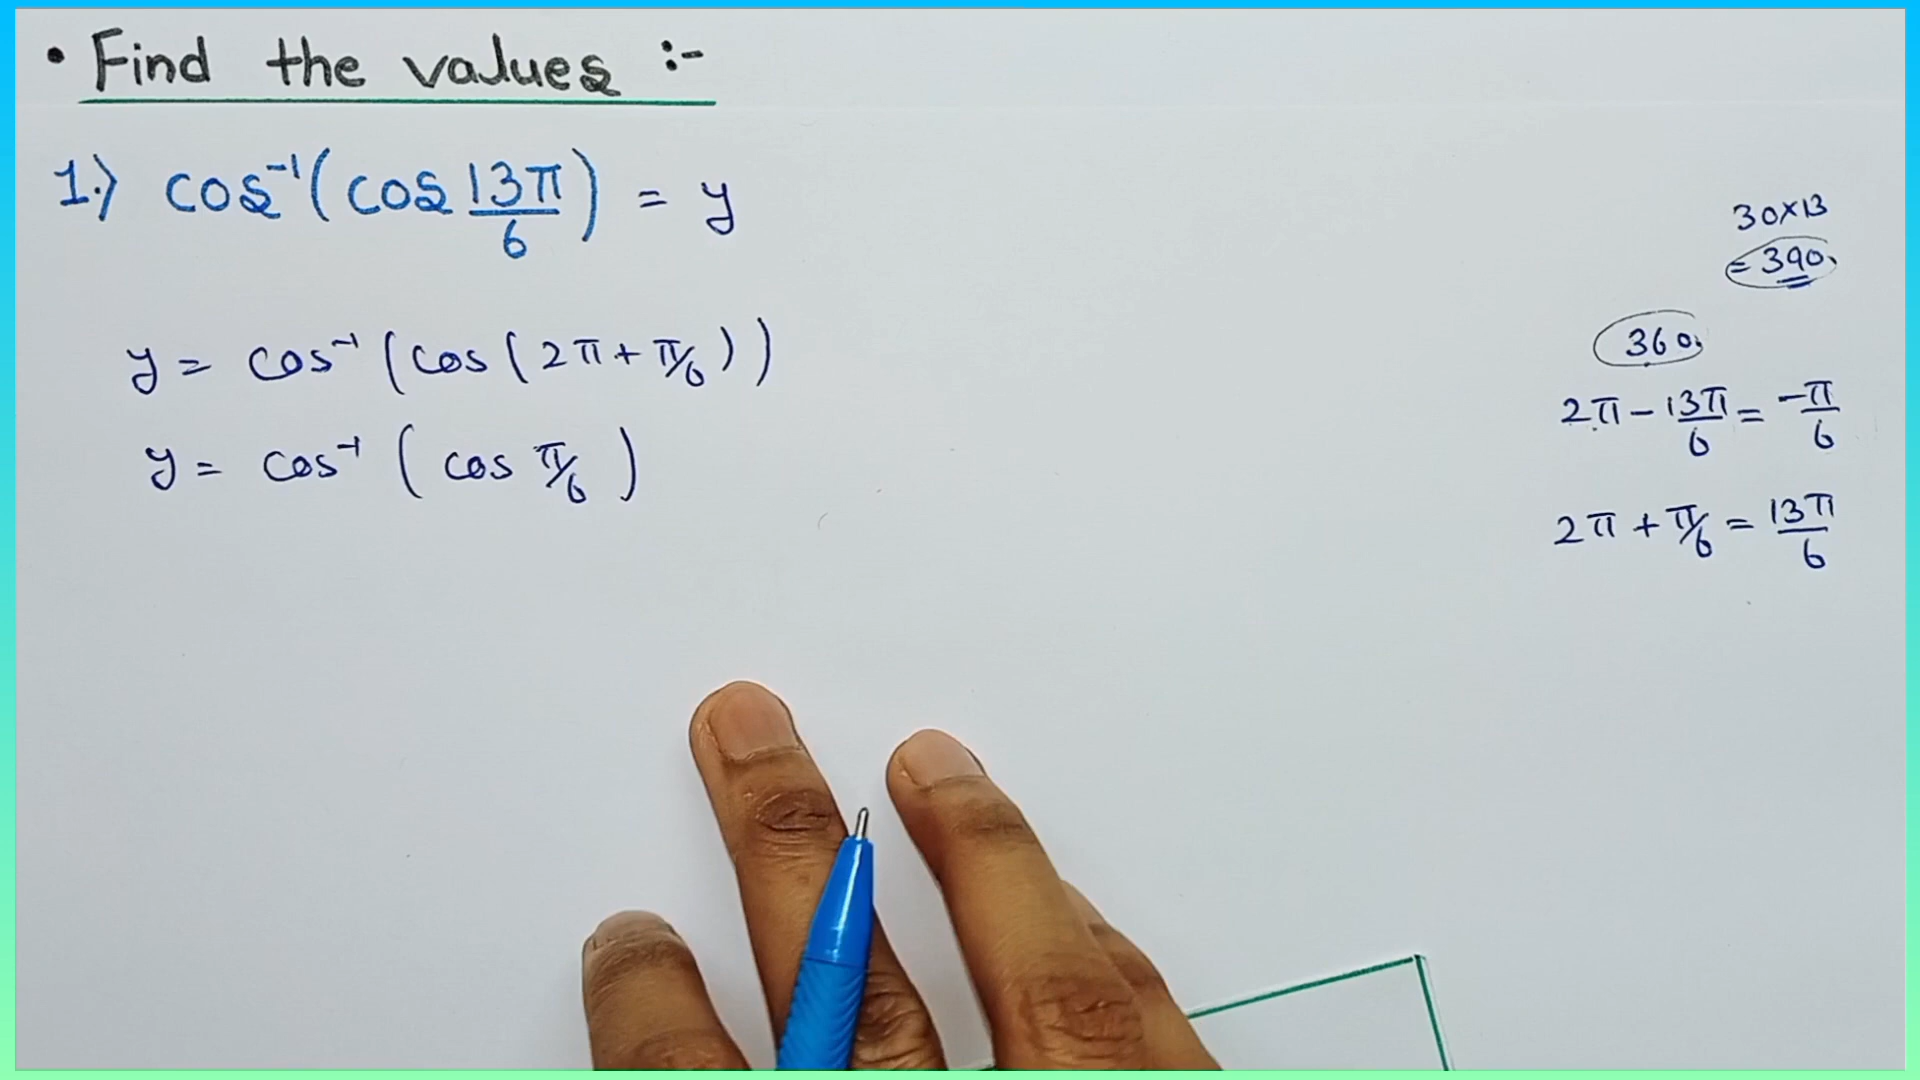 • Find the values :-
1.) cos⁻¹(cos 13π/6) = y
y = cos⁻¹(cos(2π + π/6))
y = cos⁻¹(cos π/6)
30×13
= 390
360
2π - 13π/6 = -π/6
2π + π/6 = 13π/6